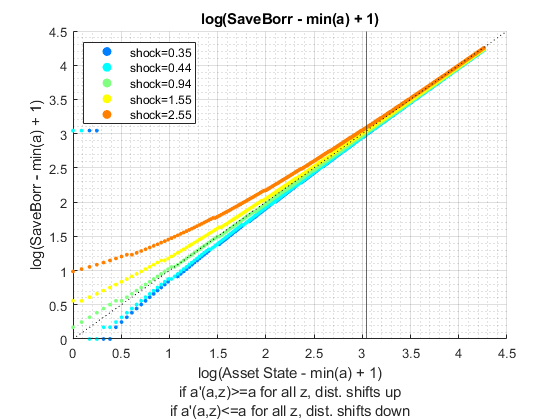 log(SaveBorr - min(a) + 1)
4.5
4
3.5
3
2.5
2
1.5
1
0.5
0
log(SaveBorr - min(a) + 1)
shock=0.35
shock=0.44
shock=0.94
shock=1.55
shock=2.55
0 0.5 1 1.5 2 2.5 3 3.5 4 4.5
log(Asset State - min(a) + 1)
if a'(a,z)>=a for all z, dist. shifts up
if a'(a,z)<=a for all z, dist. shifts down